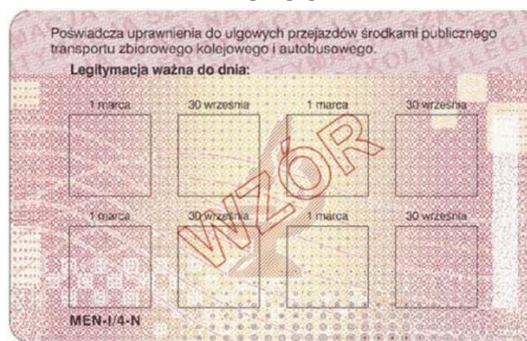 Poświadcza uprawnienia do ulgowych przejazdów środkami publicznego
transportu zbiorowego kolejowego i autobusowego.
Legitymacja ważna do dnia:
1 marca 30 września 1 marca 30 września
WZÓR
1 marca 30 września 1 marca 30 września
MEN-I/4-N